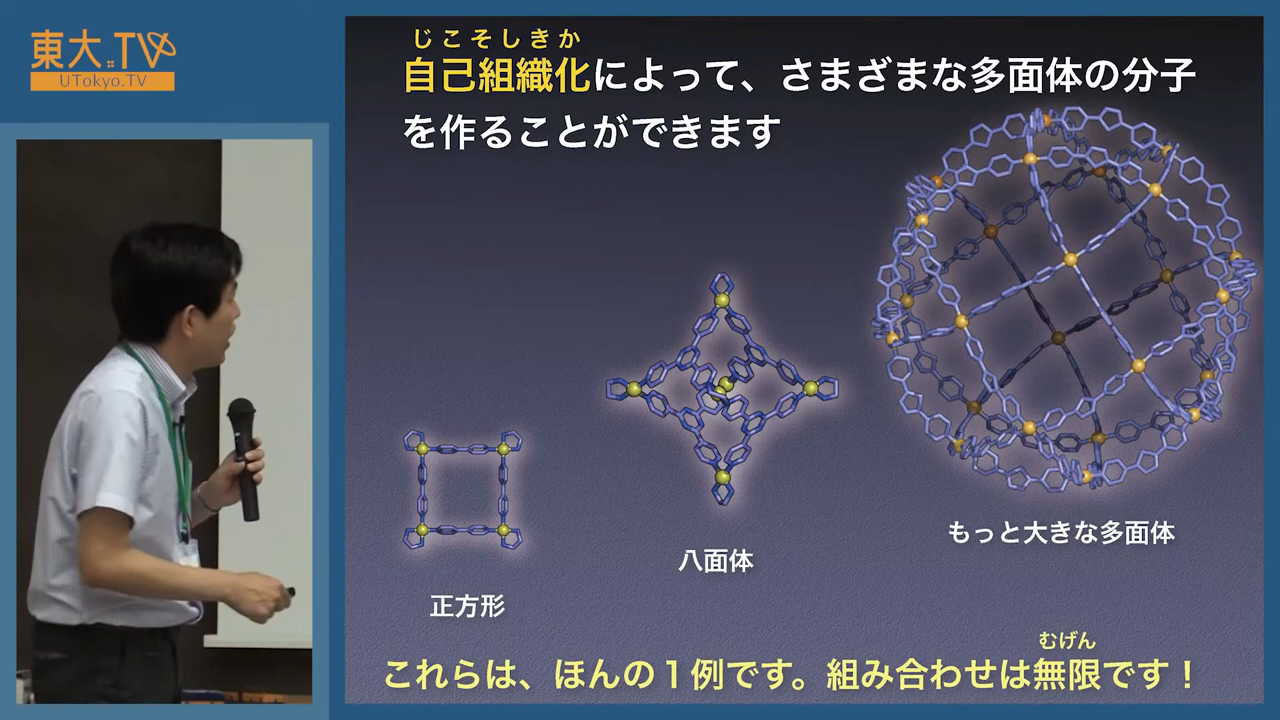 東大.TV
UTokyo.TV
じこそしきか
自己組織化によって、さまざまな多面体の分子
を作ることができます
もっと大きな多面体
八面体
正方形
むげん
これらは、ほんの１例です。組み合わせは無限です！